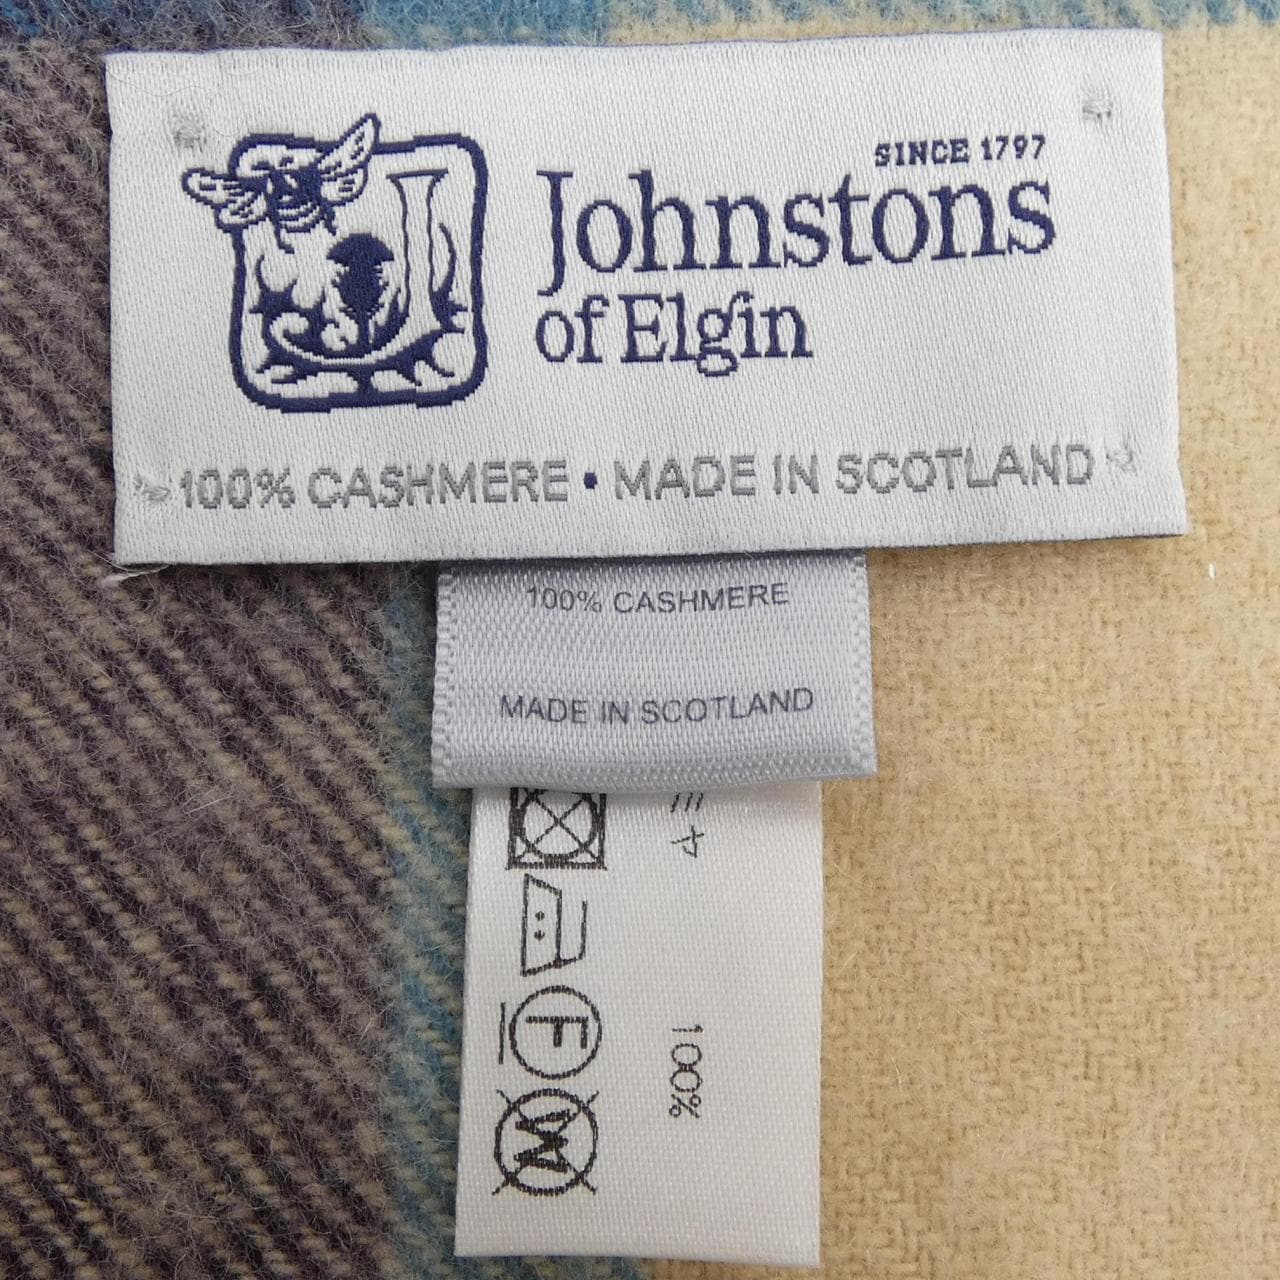 SINCE 1797
Johnstons
of Elgin
100% CASHMERE • MADE IN SCOTLAND
100% CASHMERE
MADE IN SCOTLAND
100%
F
W